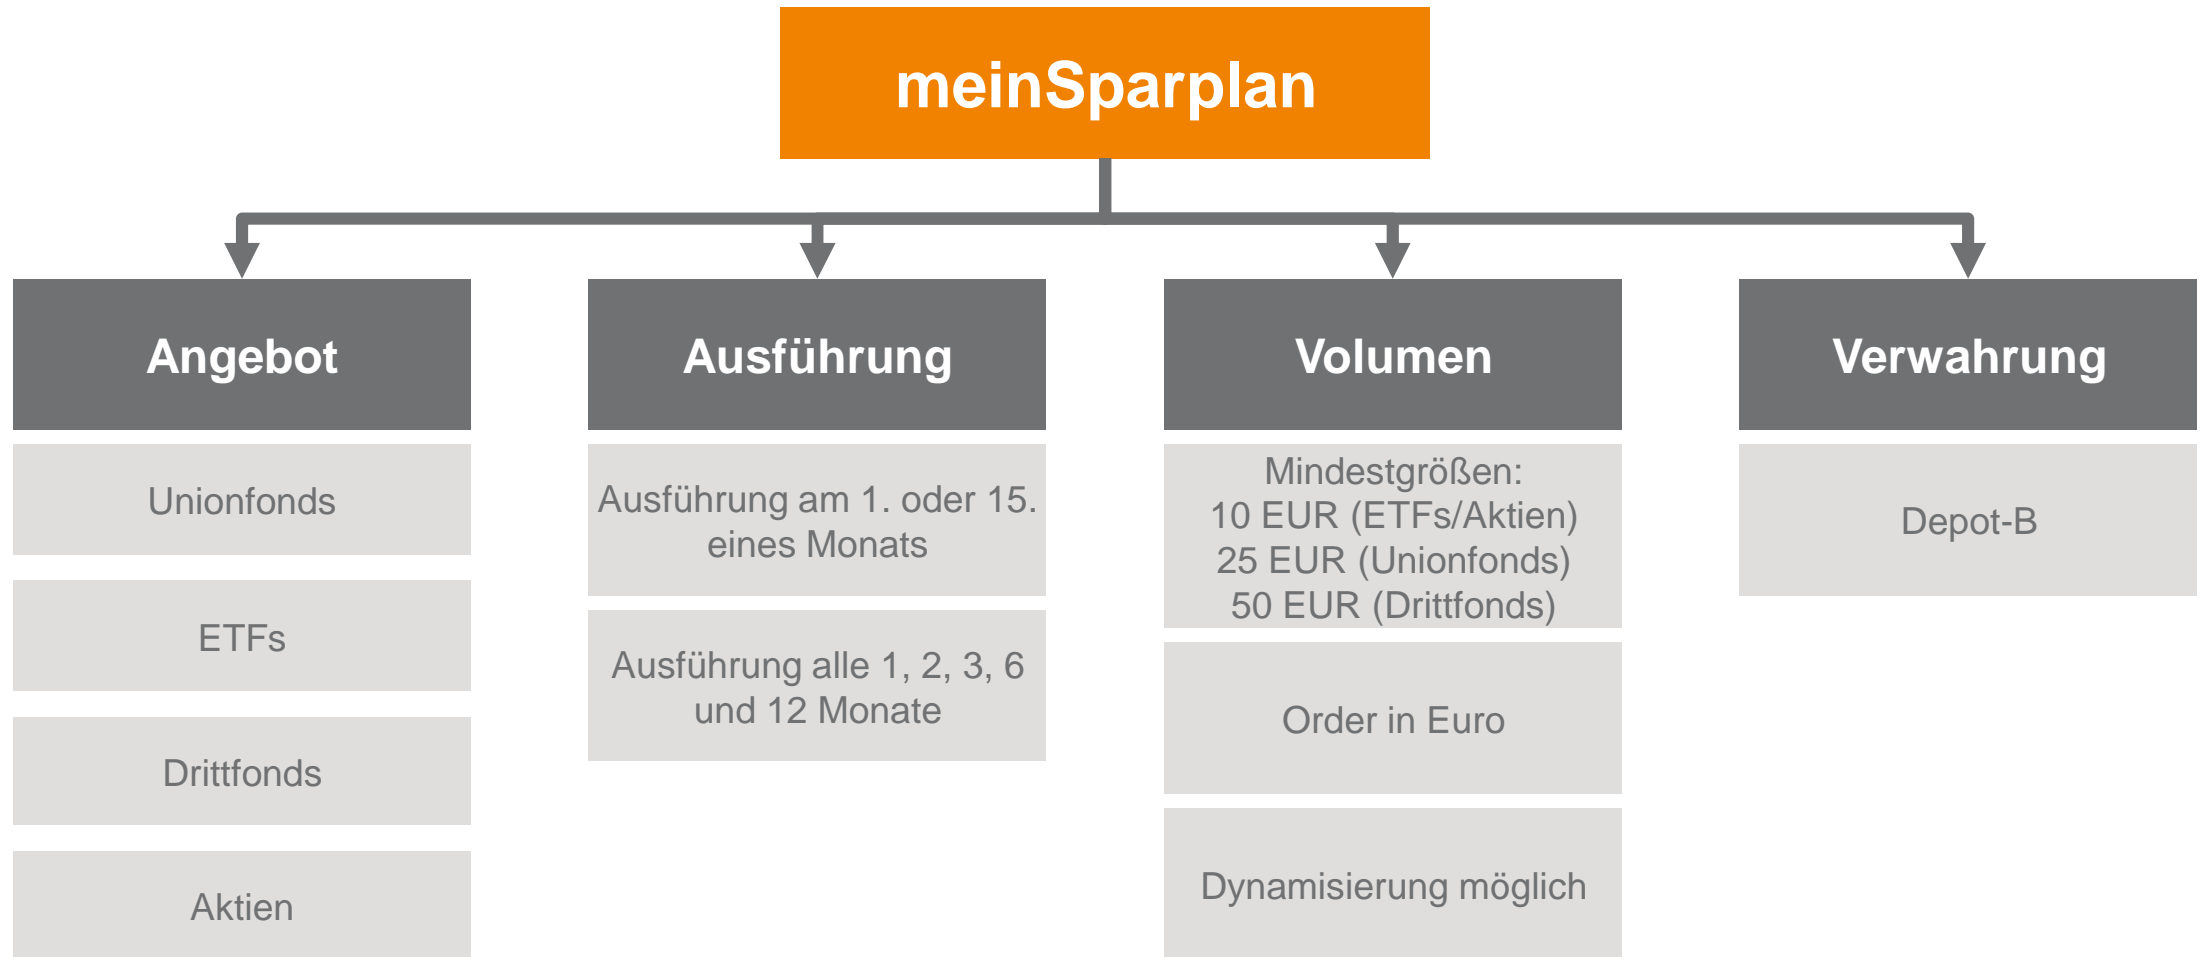 meinSparplan
Angebot
Unionfonds
ETFs
Drittfonds
Aktien
Ausführung
Ausführung am 1. oder 15.
eines Monats
Ausführung alle 1, 2, 3, 6
und 12 Monate
Volumen
Mindestgrößen:
10 EUR (ETFs/Aktien)
25 EUR (Unionfonds)
50 EUR (Drittfonds)
Order in Euro
Dynamisierung möglich
Verwahrung
Depot-B